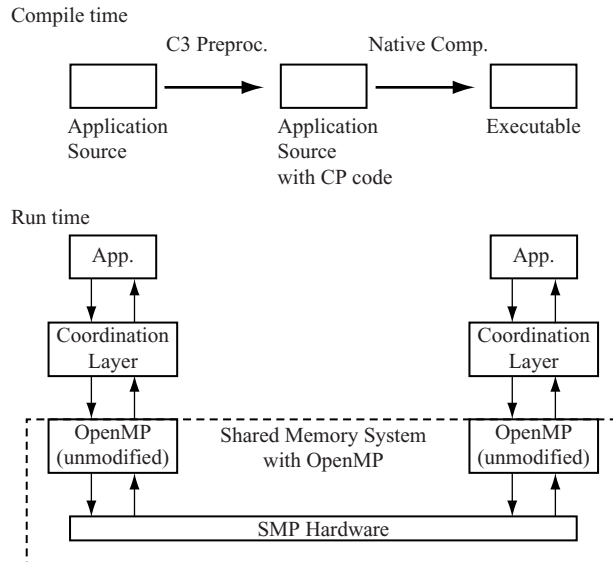 Compile time
C3 Preproc.
Native Comp.
Application
Source
Application
Source
with CP code
Executable
Run time
App.
App.
Coordination
Layer
Coordination
Layer
OpenMP
(unmodified)
Shared Memory System
with OpenMP
OpenMP
(unmodified)
SMP Hardware